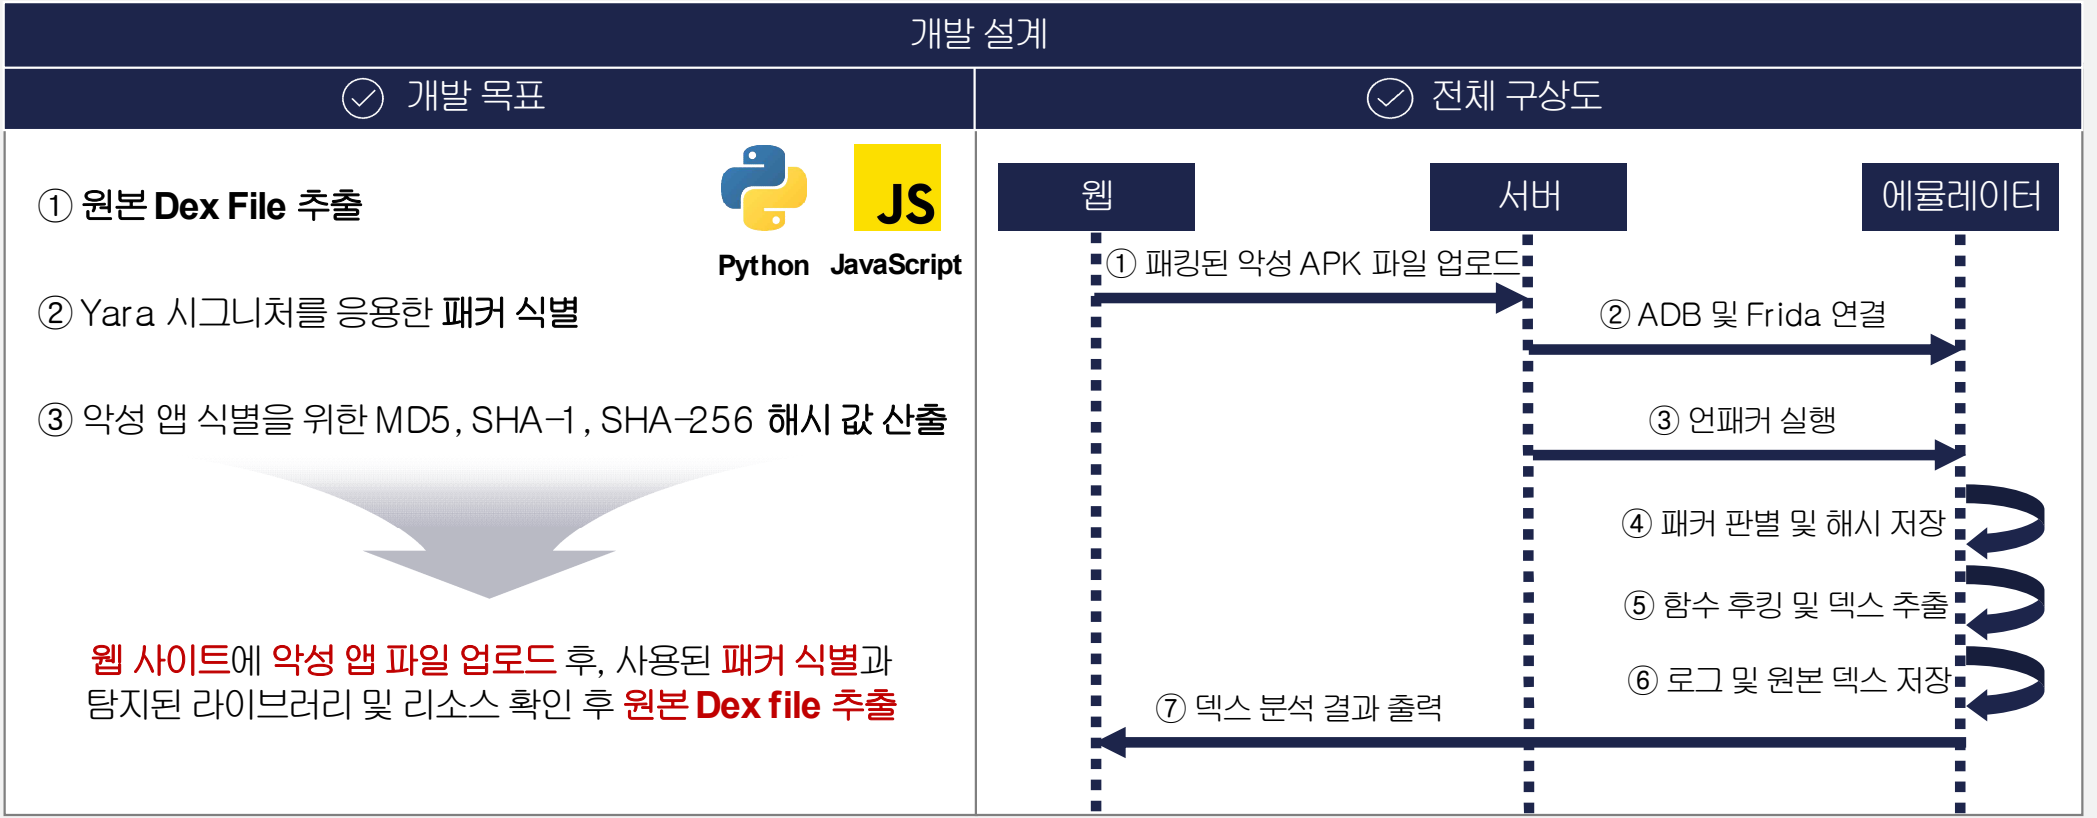 개발 설계
개발 목표
① 원본 Dex File 추출
JS
Python JavaScript
② Yara 시그니처를 응용한 패커 식별
③ 악성 앱 식별을 위한 MD5, SHA-1, SHA-256 해시 값 산출
웹 사이트에 악성 앱 파일 업로드 후, 사용된 패커 식별과
탐지된 라이브러리 및 리소스 확인 후 원본 Dex file 추출
전체 구상도
웹
서버
에뮬레이터
① 패킹된 악성 APK 파일 업로드
② ADB 및 Frida 연결
③ 언패커 실행
④ 패커 판별 및 해시 저장
⑤ 함수 후킹 및 덱스 추출
⑥ 로그 및 원본 덱스 저장
⑦ 덱스 분석 결과 출력